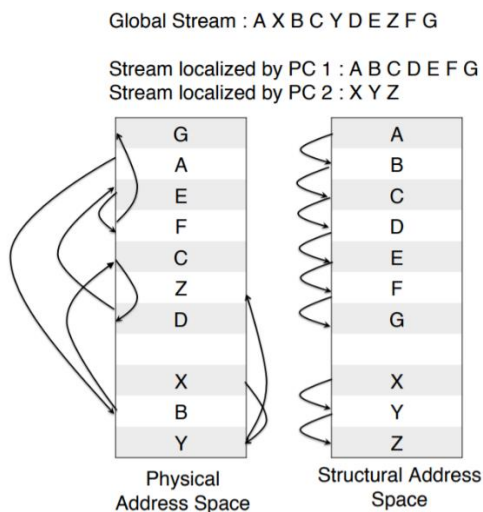 Global Stream : A X B C Y D E Z F G
Stream localized by PC 1 : A B C D E F G
Stream localized by PC 2 : X Y Z
G
A
E
F
C
Z
D
X
B
Y
Physical
Address Space
A
B
C
D
E
F
G
X
Y
Z
Structural Address
Space